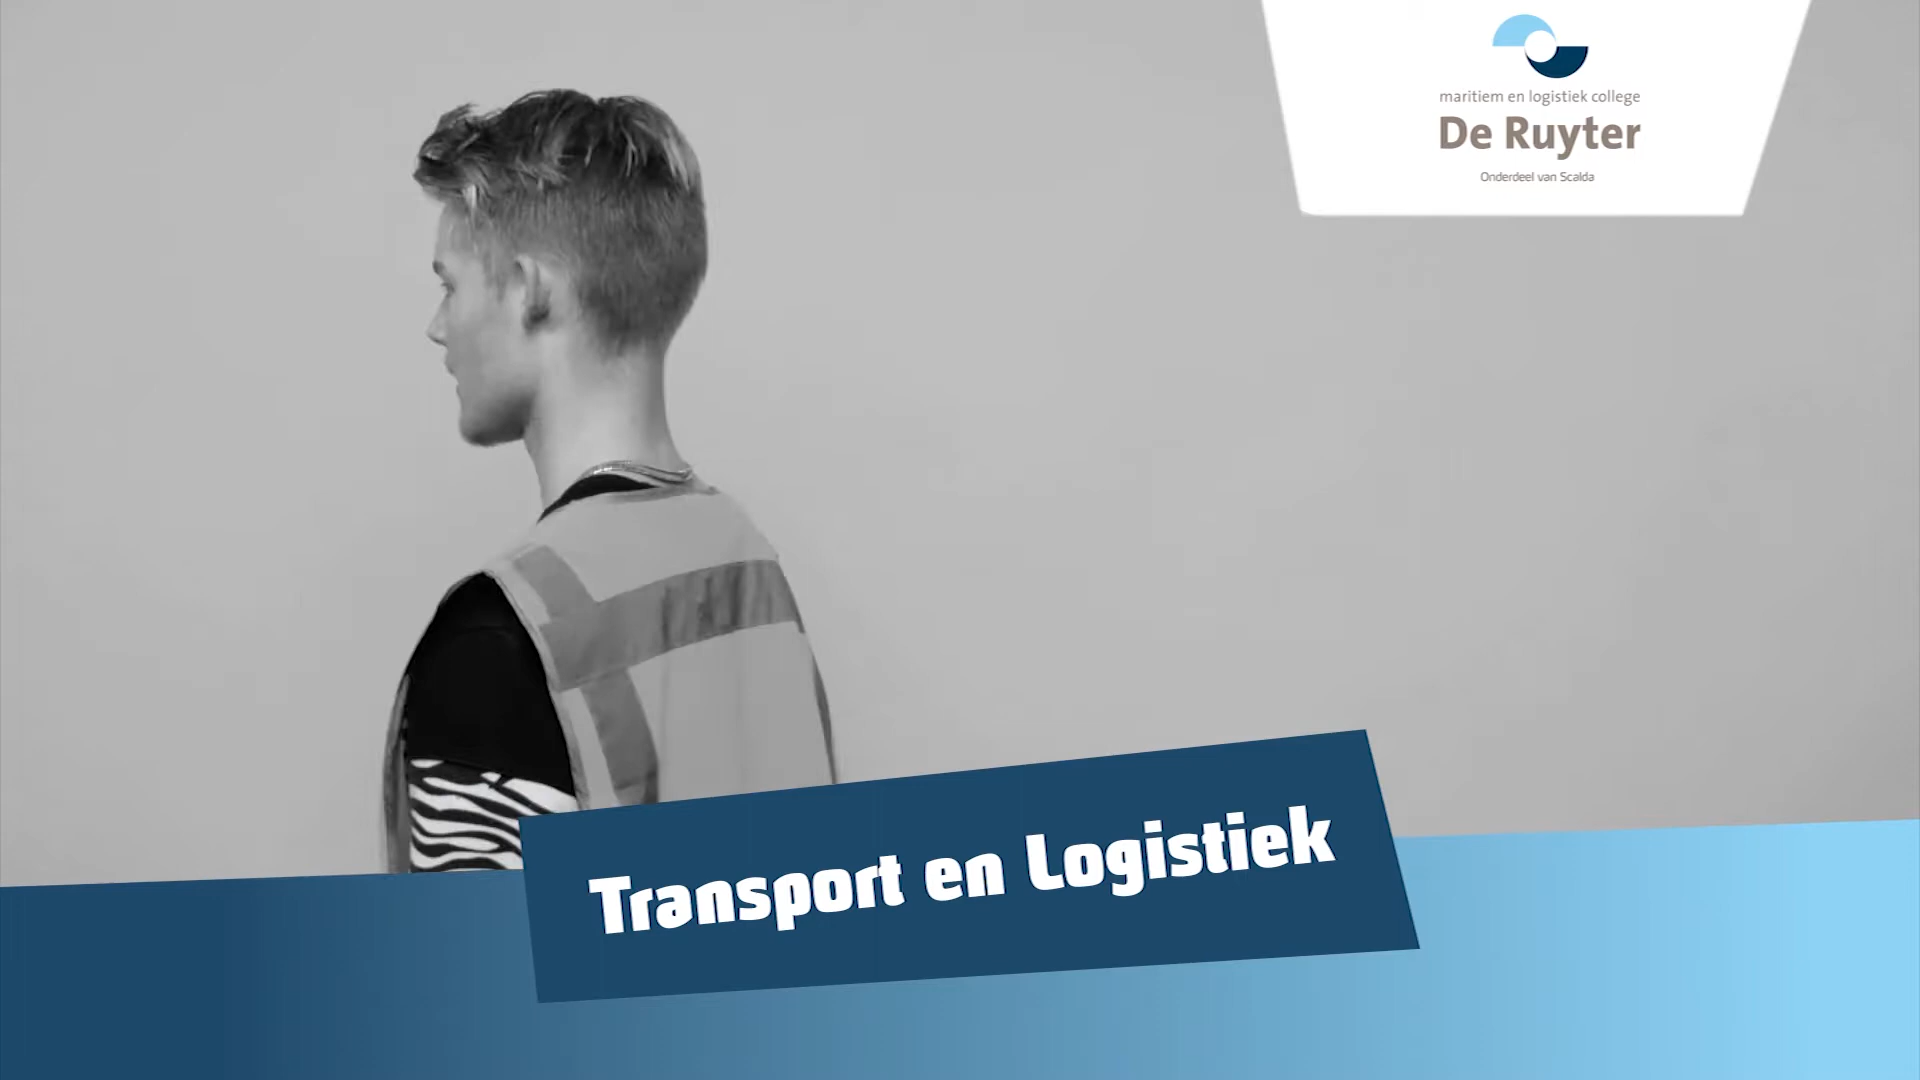 maritiem en logistiek college
De Ruyter
Onderdeel van Scalda
Transport en Logistiek